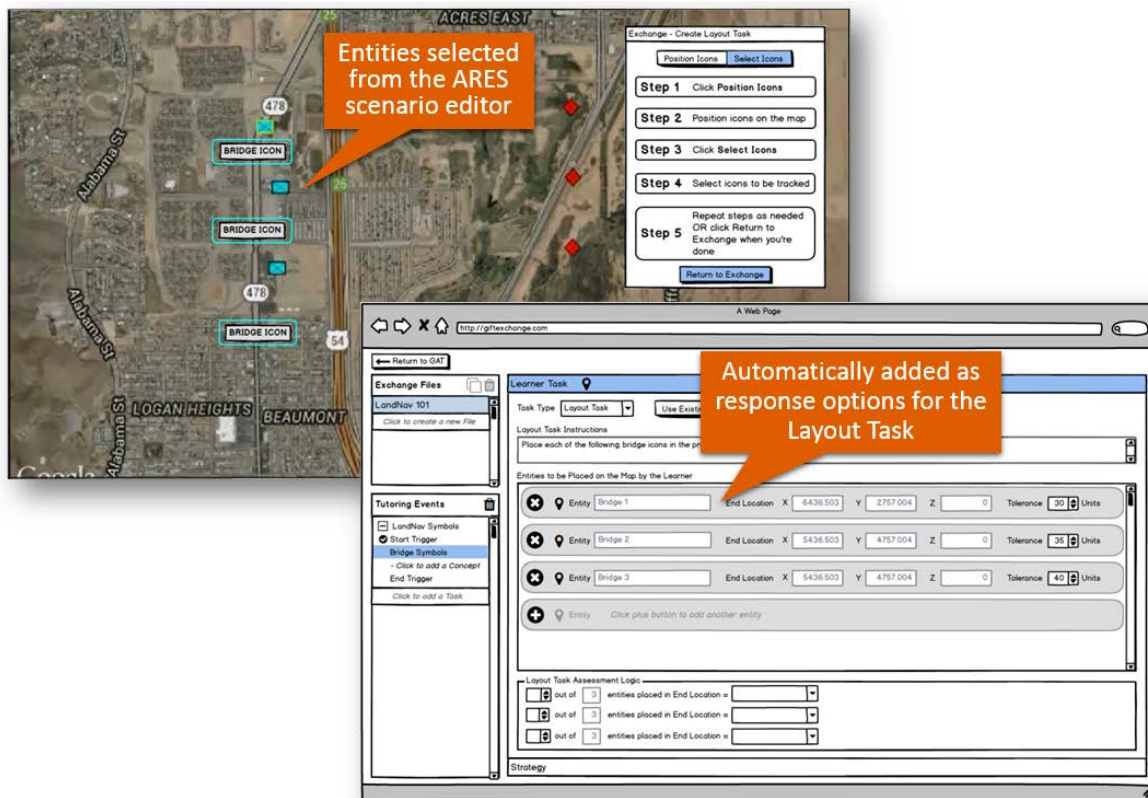 25
ACRES EAST
Entities selected
from the ARES
scenario editor
478
BRIDGE ICON
Alabama St
26
BRIDGE ICON
478
Alabama St
BRIDGE ICON
54
LOGAN HEIGHTS
BEAUMONT
Alabama St
Google
Exchange - Create Layout Task
Position Icons Select Icons
Step 1 Click Position Icons
Step 2 Position icons on the map
Step 3 Click Select Icons
Step 4 Select icons to be tracked
Step 5 Repeat steps as needed
OR click Return to
Exchange when you're
done
Return to Exchange
A Web Page
http://giftexchange.com
Return to GAT
Exchange Files
LandNav 101
Click to create a new File
Tutoring Events
LandNav Symbols
Start Trigger
Bridge Symbols
- Click to add a Concept
End Trigger
Click to add a Task
Learner Task
Automatically added as
response options for the
Layout Task
Task Type Layout Task Use Existin
Layout Task Instructions
Place each of the following bridge icons in the pr
Entities to be Placed on the Map by the Learner
Entity Bridge 1 End Location X 6436.503 Y 2757.004 Z 0 Tolerance 30 Units
Entity Bridge 2 End Location X 5436.503 Y 4757.004 Z 0 Tolerance 35 Units
Entity Bridge 3 End Location X 5436.503 Y 4757.004 Z 0 Tolerance 40 Units
Entity Click plus button to add another entity
Layout Task Assessment Logic
out of 3 entities placed in End Location =
out of 3 entities placed in End Location =
out of 3 entities placed in End Location =
Strategy